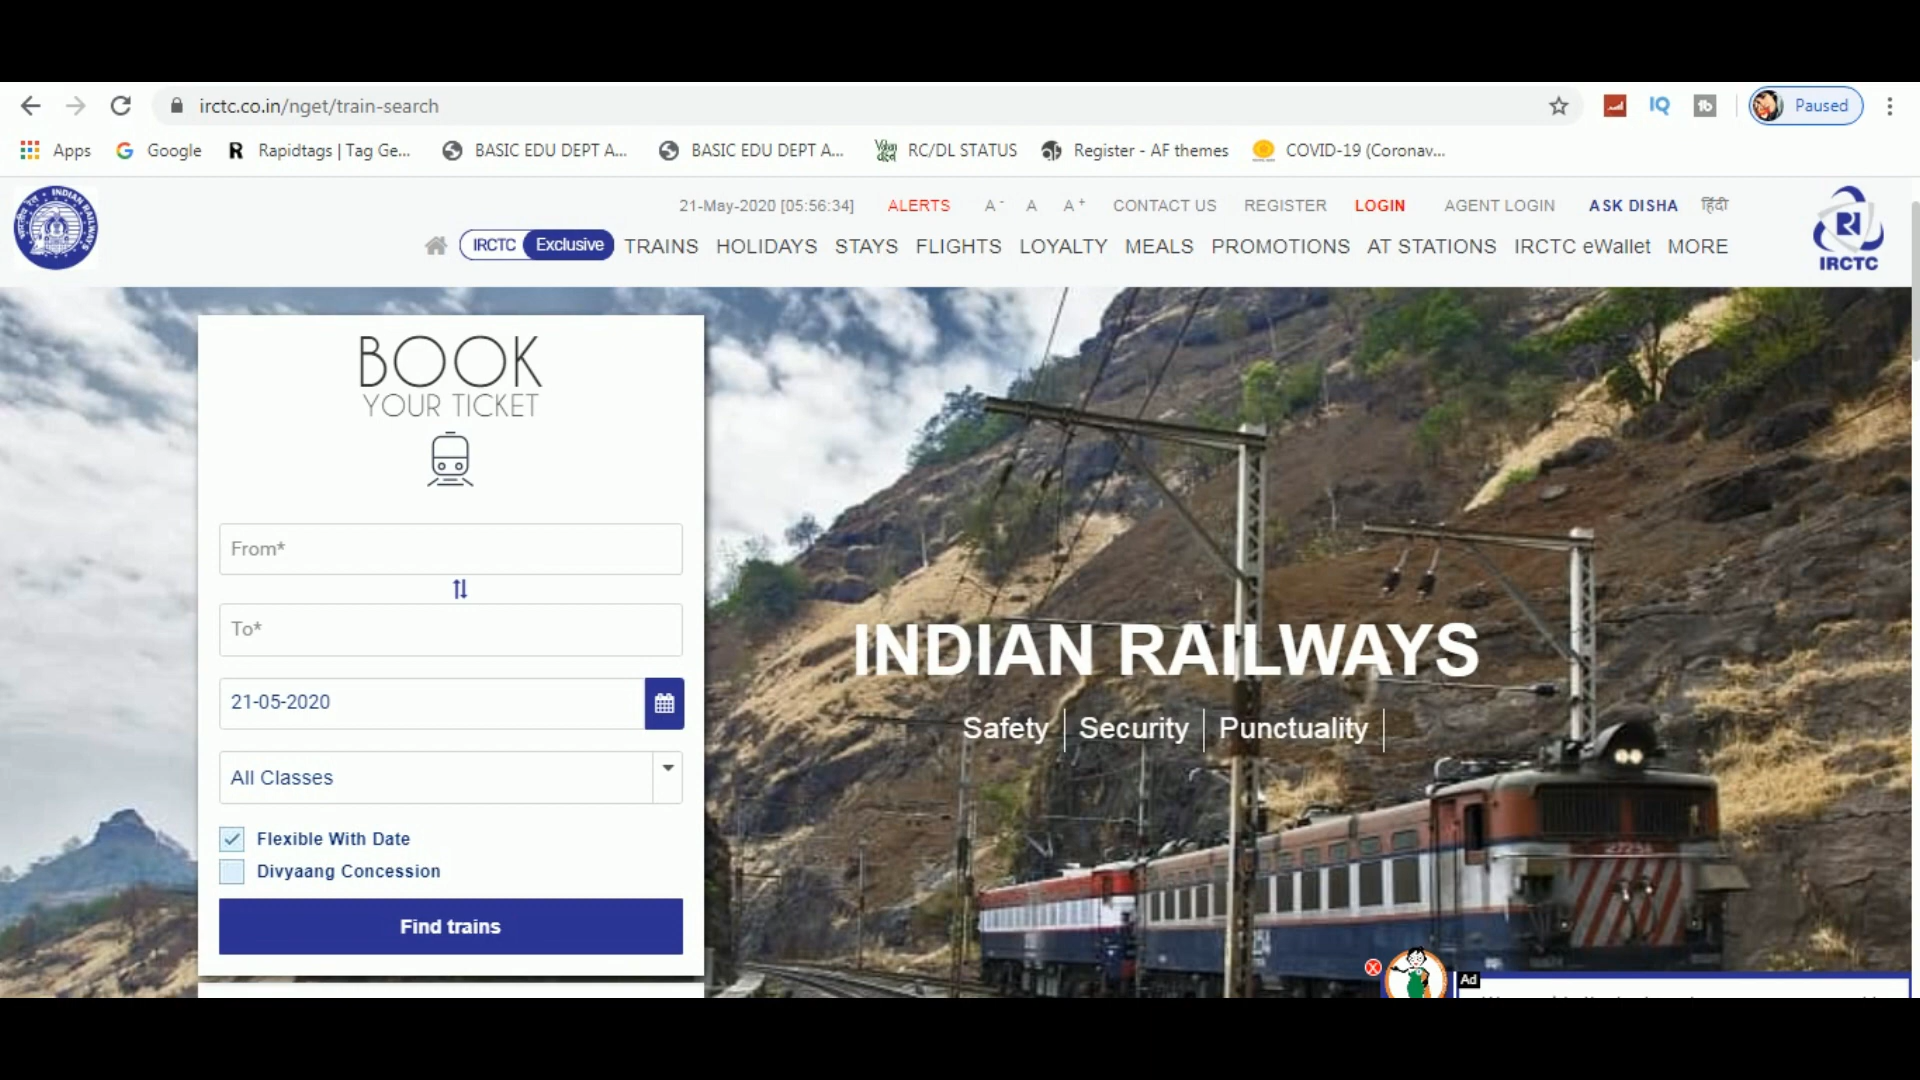 irctc.co.in/nget/train-search
IQ
Paused
Apps
Google
R
Rapidtags | Tag Ge...
BASIC EDU DEPT A...
BASIC EDU DEPT A...
RC/DL STATUS
Register - AF themes
COVID-19 (Coronav...
INDIAN RAILWAYS
21-May-2020 [05:56:34]
ALERTS
A-
A
A+
CONTACT US
REGISTER
LOGIN
AGENT LOGIN
ASK DISHA
हिंदी
IRCTC Exclusive
TRAINS
HOLIDAYS
STAYS
FLIGHTS
LOYALTY
MEALS
PROMOTIONS
AT STATIONS
IRCTC eWallet
MORE
IRCTC
BOOK
YOUR TICKET
From*
To*
21-05-2020
All Classes
Flexible With Date
Divyaang Concession
Find trains
INDIAN RAILWAYS
Safety | Security | Punctuality |
Ad